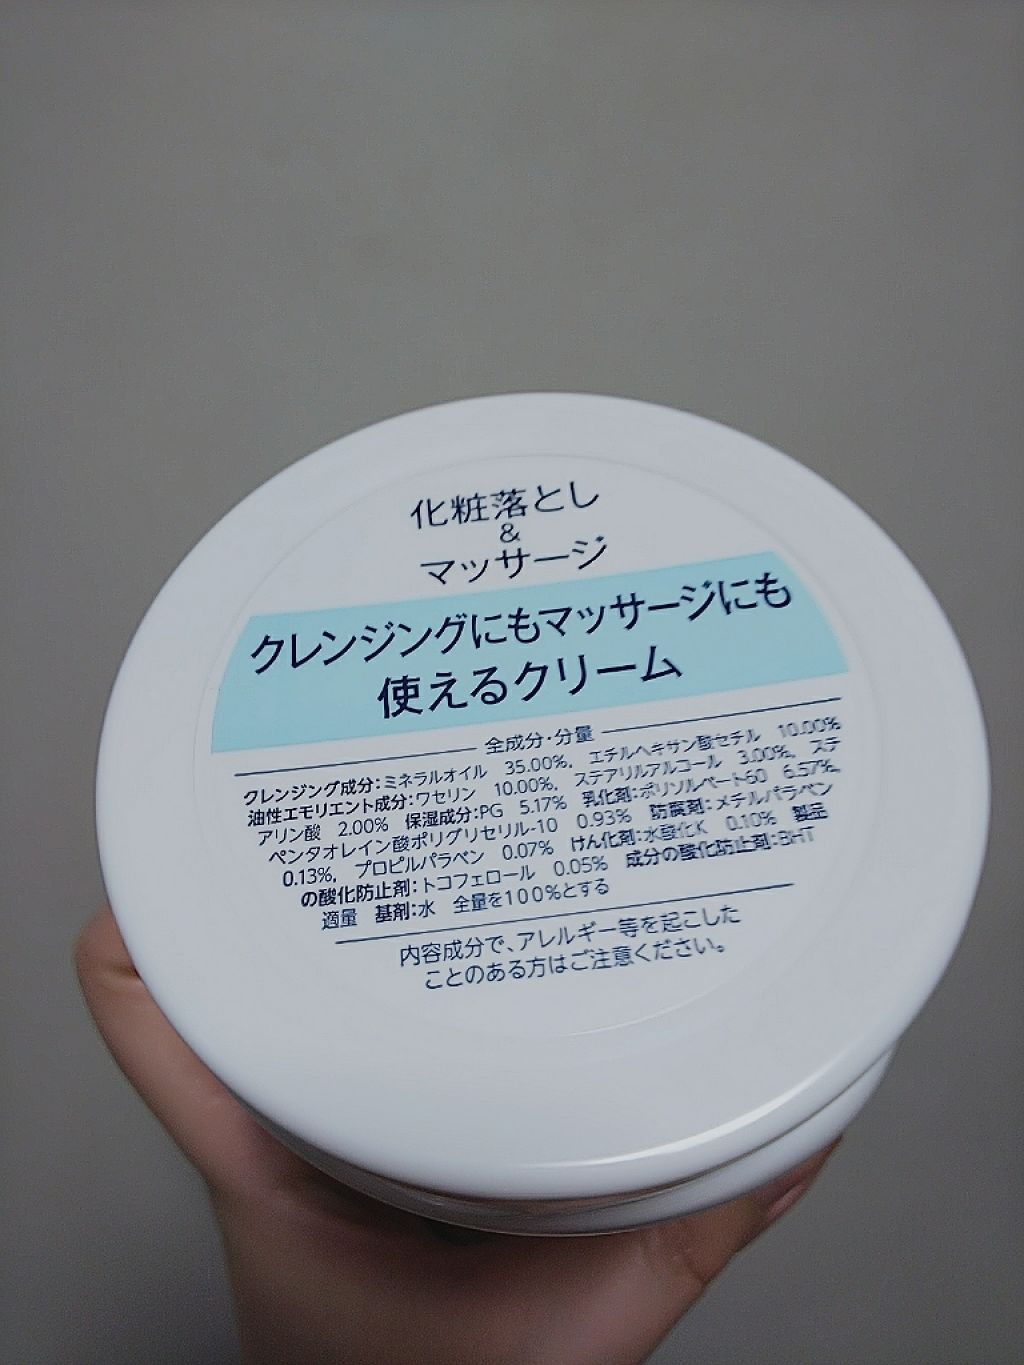 化粧落とし
&
マッサージ
クレンジングにもマッサージにも
使えるクリーム
全成分・分量
クレンジング成分:ミネラルオイル 35.00%、エチルヘキサン酸セチル 10.00%
油性エモリエント成分:ワセリン 10.00%、ステアリルアルコール 3.00%、ステ
アリン酸 2.00% 保湿成分:PG 5.17% 乳化剤:ポリソルベート60 6.57%、
ペンタオレイン酸ポリグリセリル-10 0.93% 防腐剤:メチルパラベン
0.13%、プロピルパラベン 0.07% けん化剤:水酸化K 0.10% 製品
の酸化防止剤:トコフェロール 0.05% 成分の酸化防止剤:BHT
適量 基剤:水 全量を100%とする
内容成分で、アレルギー等を起こした
ことのある方はご注意ください。